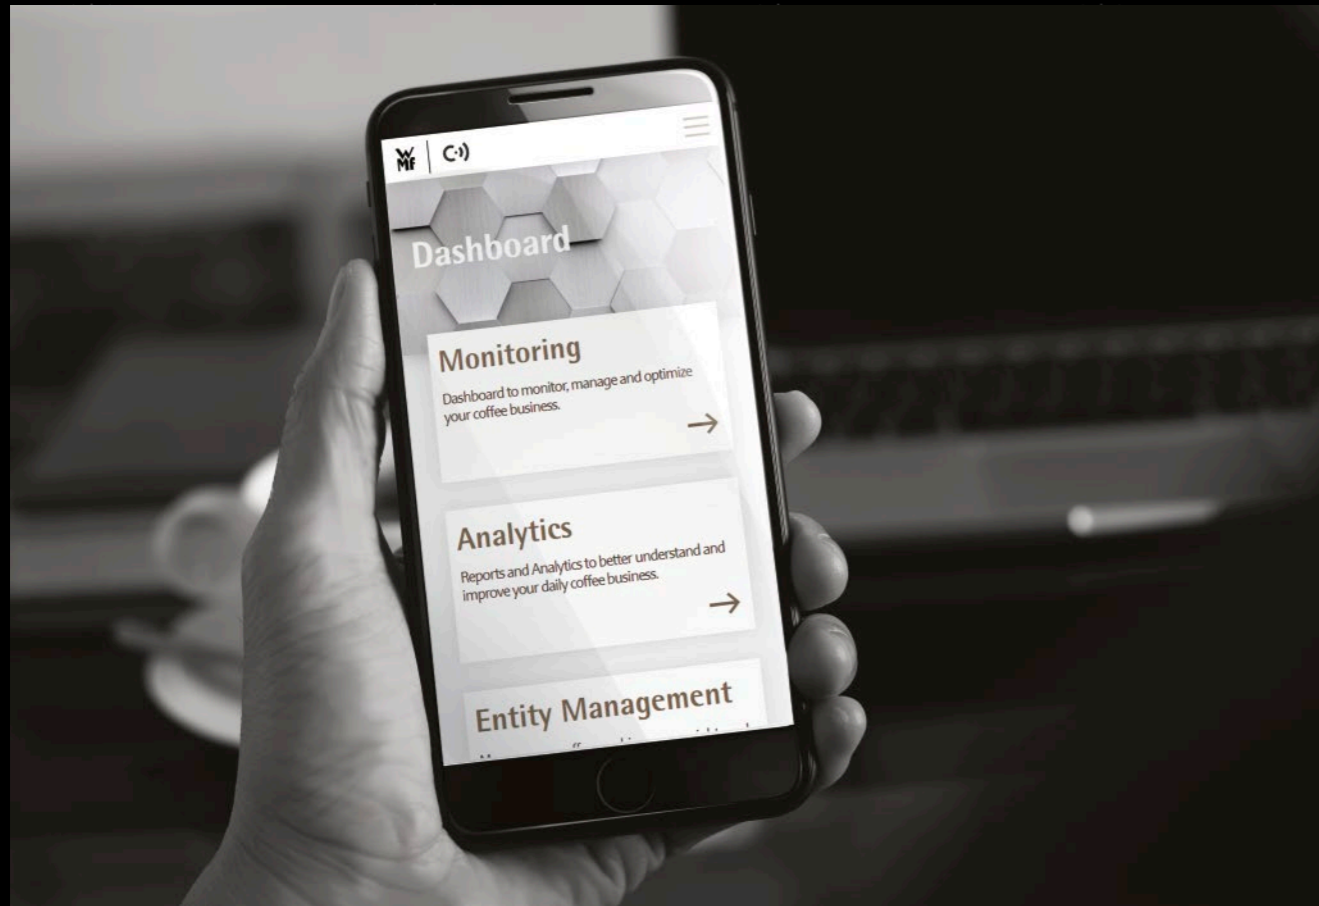 WMF
Dashboard
Monitoring
Dashboard to monitor, manage and optimize
your coffee business.
Analytics
Reports and Analytics to better understand and
improve your daily coffee business.
Entity Management